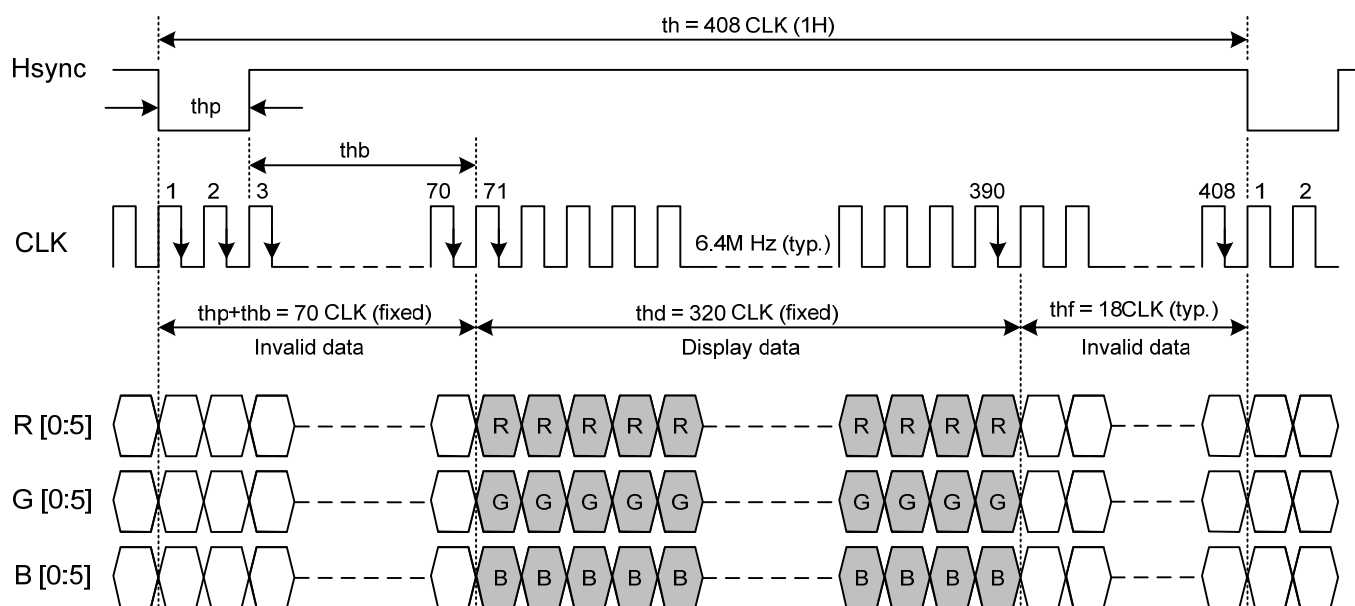 th = 408 CLK (1H)
Hsync
thp
thb
1 2 3 70 71 390 408 1 2
CLK
6.4M Hz (typ.)
thp+thb = 70 CLK (fixed) thd = 320 CLK (fixed) thf = 18CLK (typ.)
Invalid data Display data Invalid data
R [0:5] R R R R R R R R R
G [0:5] G G G G G G G G G
B [0:5] B B B B B B B B B